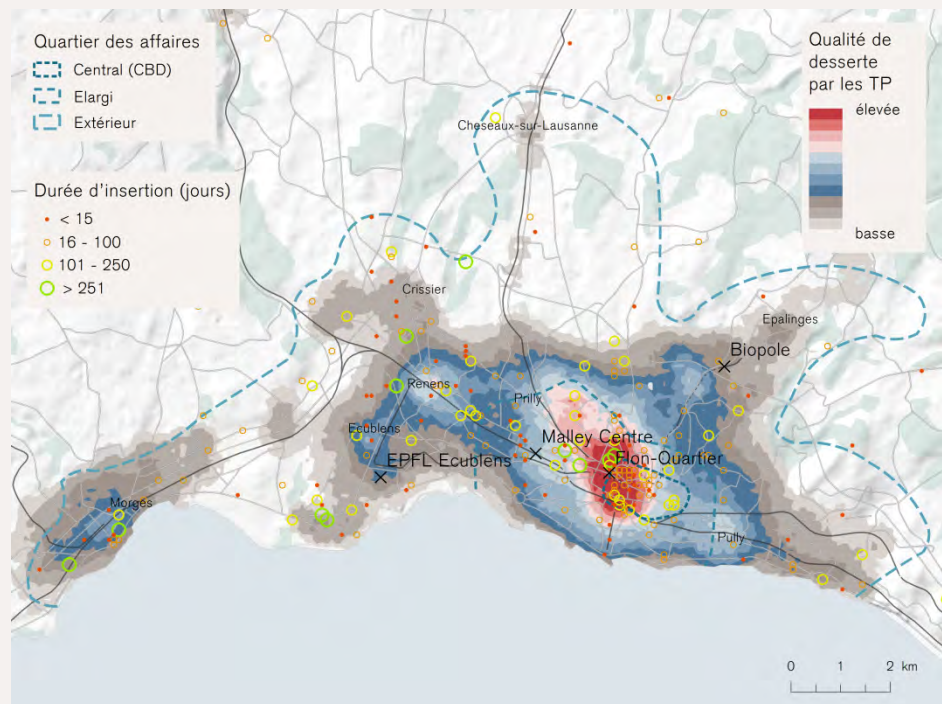 Quartier des affaires
Central (CBD)
Elargi
Extérieur
Durée d'insertion (jours)
< 15
16 - 100
101 - 250
> 251
Qualité de
desserte
par les TP
élevée
basse
Cheseaux-sur-Lausanne
Crissier
Epalinges
Biopole
Renens
Prilly
Ecublens
Malley Centre
EPFL Ecublens
Flon-Quartier
Morges
Pully
0 1 2 km